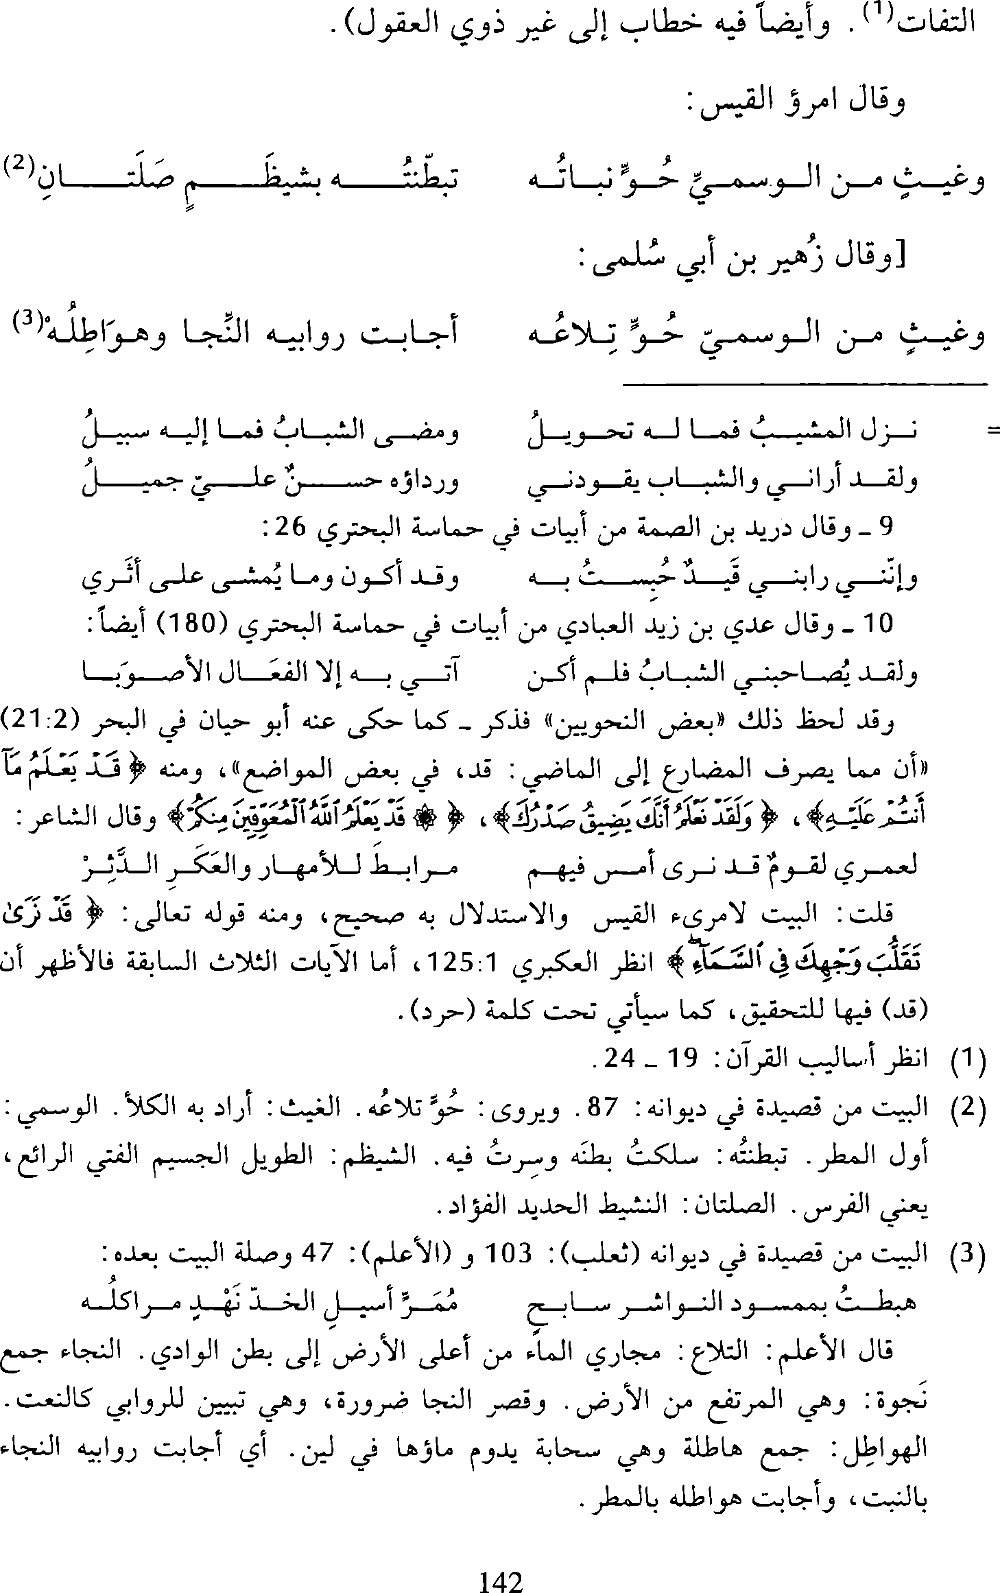 التفات(1). وأيضاً فيه خطاب إلى غير ذوي العقول).
وقال امرؤ القيس:
وغيثٍ من الوسميِّ حُوٍّ نباتُه تبطّنتُه بشيظَمٍ صَلَتانِ(2)
[وقال زُهير بن أبي سُلمى:
وغيثٍ من الوسميّ حُوٍّ تِلاعُه أجابت روابيه النِّجا وهواطِلُهْ(3)
= نزل المشيبُ فما له تحويلُ ومضى الشبابُ فما إليه سبيلُ
ولقد أراني والشباب يقودني ورداؤه حسنٌ عليّ جميلُ
9 ـ وقال دريد بن الصمة من أبيات في حماسة البحتري 26:
وإنّني رابني قَيدٌ حُبِستُ به وقد أكون وما يُمشى على أثَري
10 ـ وقال عدي بن زيد العبادي من أبيات في حماسة البحتري (180) أيضاً:
ولقد يُصاحبني الشبابُ فلم أكن آتي به إلا الفعَال الأصوبَا
وقد لحظ ذلك «بعض النحويين» فذكر ـ كما حكى عنه أبو حيان في البحر (21:2)
«أن مما يصرف المضارع إلى الماضي: قد، في بعض المواضع»، ومنه ﴿قَدْ يَعْلَمُ مَآ
أَنتُمْ عَلَيْهِ﴾، ﴿وَلَقَدْ نَعْلَمُ أَنَّكَ يَضِيقُ صَدْرُكَ﴾، ﴿۞ قَدْ يَعْلَمُ ٱللَّهُ ٱلْمُعَوِّقِينَ مِنكُمْ﴾ وقال الشاعر:
لعمري لقومٌ قد نرى أمس فيهم مرابط للأمهار والعَكَرِ الدَّثِرْ
قلت: البيت لامرىء القيس والاستدلال به صحيح، ومنه قوله تعالى: ﴿قَدْ نَرَىٰ
تَقَلُّبَ وَجْهِكَ فِي ٱلسَّمَآءِ﴾ انظر العكبري 125:1، أما الآيات الثلاث السابقة فالأظهر أن
(قد) فيها للتحقيق، كما سيأتي تحت كلمة (حرد).
(1) انظر أساليب القرآن: 19 ـ 24.
(2) البيت من قصيدة في ديوانه: 87. ويروى: حُوٍّ تلاعُه. الغيث: أراد به الكلأ. الوسمي:
أول المطر. تبطنتُه: سلكتُ بطنَه وسِرتُ فيه. الشيظم: الطويل الجسيم الفتي الرائع،
يعني الفرس. الصلتان: النشيط الحديد الفؤاد.
(3) البيت من قصيدة في ديوانه (ثعلب): 103 و (الأعلم): 47 وصلة البيت بعده:
هبطتُ بممسود النواشر سابحٍ مُمَرٍّ أسيلِ الخدّ نَهْدٍ مراكلُه
قال الأعلم: التلاع: مجاري الماء من أعلى الأرض إلى بطن الوادي. النجاء جمع
نَجوة: وهي المرتفع من الأرض. وقصر النجا ضرورة، وهي تبيين للروابي كالنعت.
الهواطِل: جمع هاطلة وهي سحابة يدوم ماؤها في لين. أي أجابت روابيه النجاء
بالنبت، وأجابت هواطله بالمطر.
142